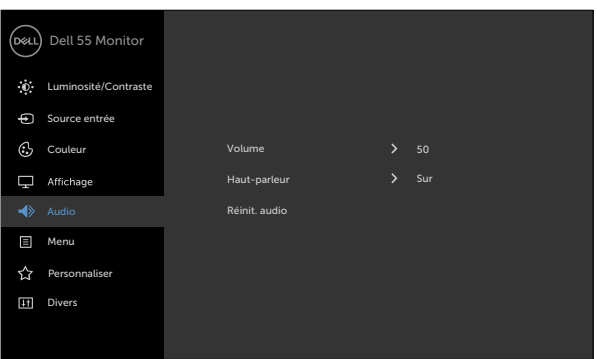 DELL
Dell 55 Monitor
Luminosité/Contraste
Source entrée
Couleur
Affichage
Audio
Menu
Personnaliser
Divers
Volume 50
Haut-parleur Sur
Réinit. audio